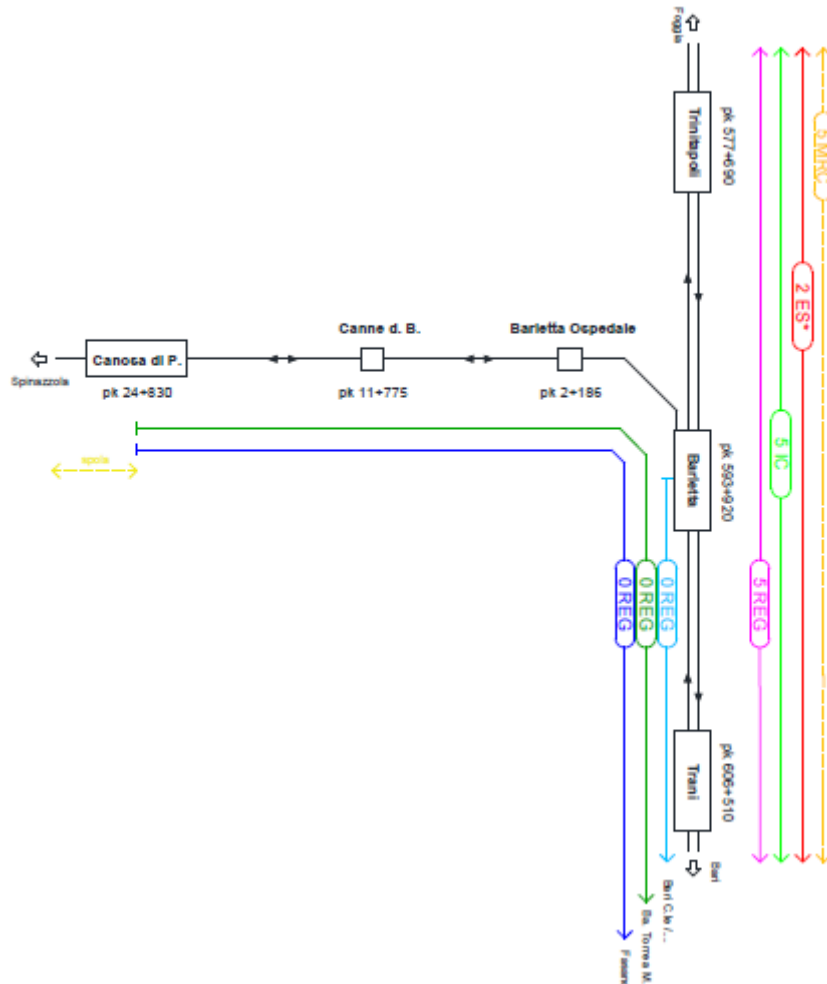 Foggia
Trinitapoli
pk 577+690
5 MRC
2 ES*
5 IC
5 REG
Canne d. B.
Barletta Ospedale
Canosa di P.
Spinazzola
pk 24+830
pk 11+775
pk 2+186
Barletta
pk 593+920
spola
0 REG
0 REG
0 REG
Trani
pk 606+510
Bari
Bari C.le /...
Ba. Torre a M.
Fasano